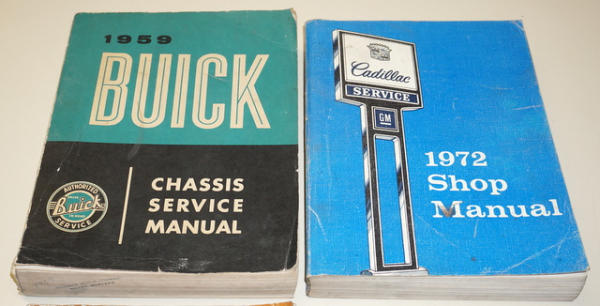 1959
BUICK
CHASSIS
SERVICE
MANUAL
AUTHORIZED
Buick
SERVICE
Cadillac
SERVICE
GM
1972
Shop
Manual